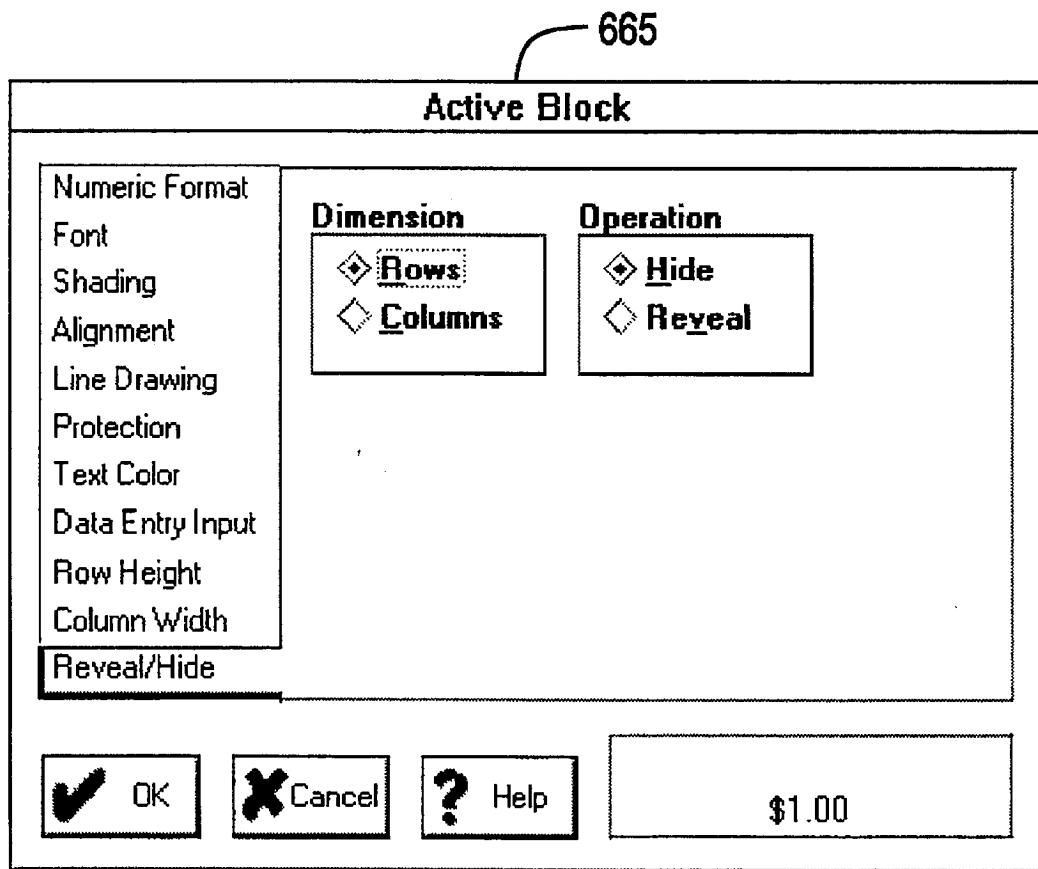 665
Active Block
Numeric Format
Font
Shading
Alignment
Line Drawing
Protection
Text Color
Data Entry Input
Row Height
Column Width
Reveal/Hide
Dimension
Rows
Columns
Operation
Hide
Reveal
OK
Cancel
? Help
$1.00